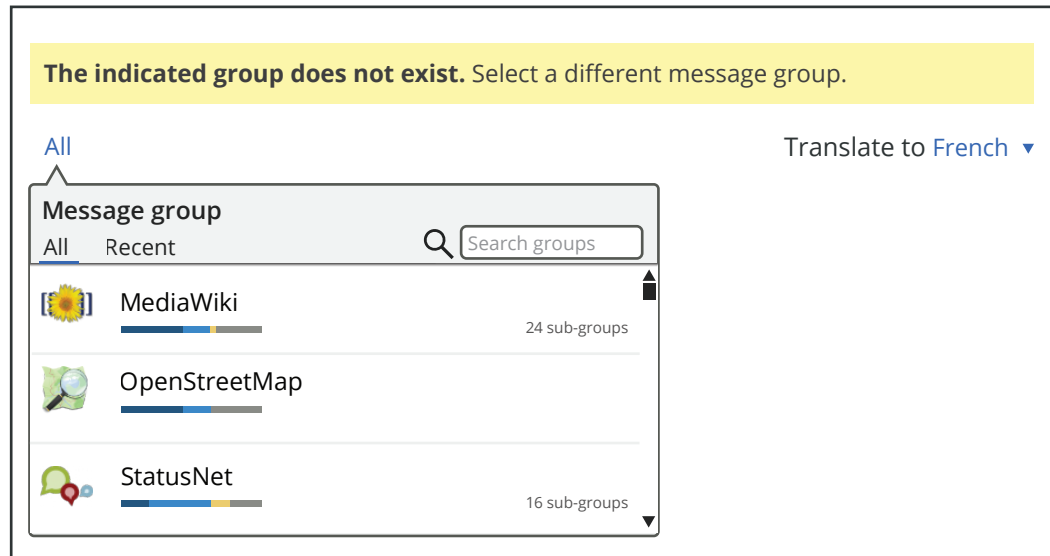 The indicated group does not exist. Select a different message group.
All
Translate to French ▼
Message group
All Recent
Search groups
MediaWiki
24 sub-groups
OpenStreetMap
StatusNet
16 sub-groups